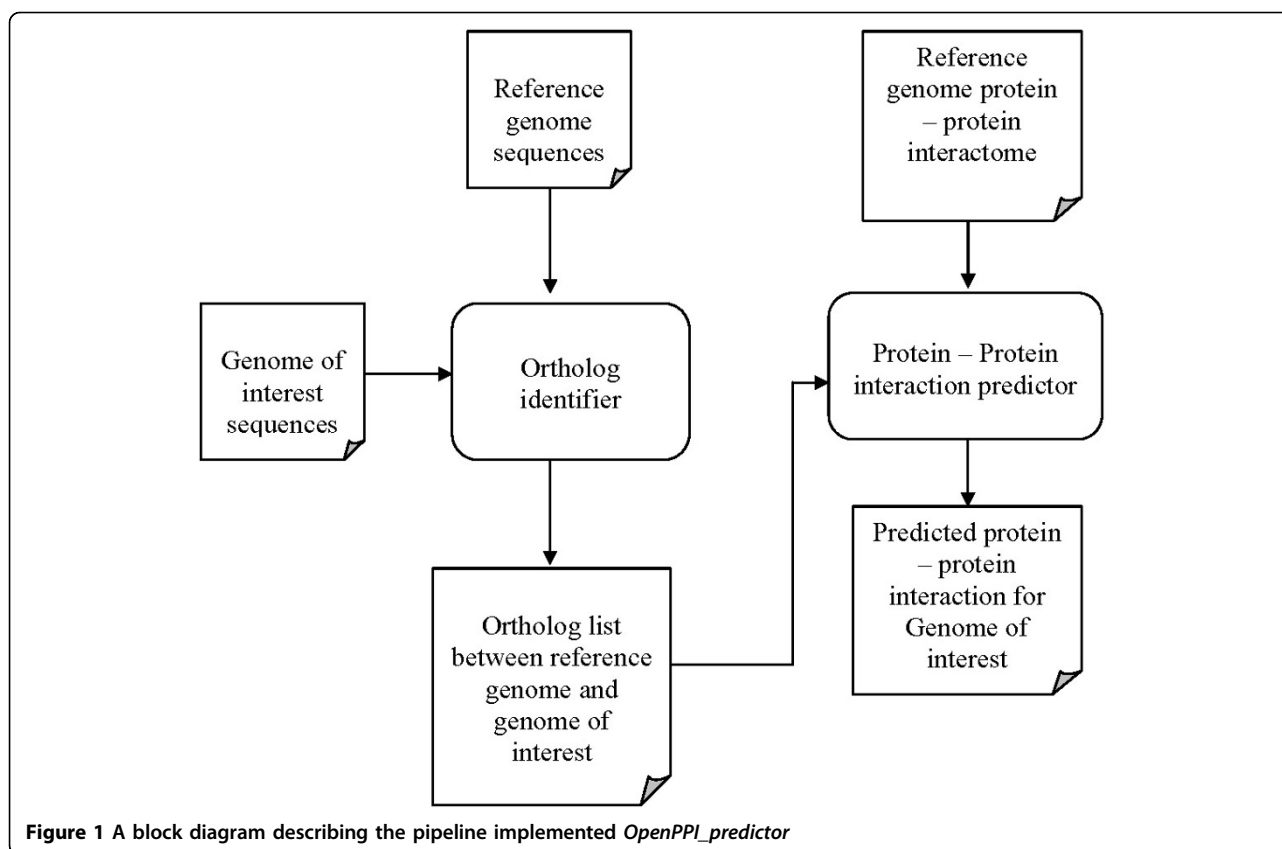 Reference
genome
sequences
Reference
genome protein
– protein
interactome
Genome of
interest
sequences
Ortholog
identifier
Protein – Protein
interaction predictor
Ortholog list
between reference
genome and
genome of
interest
Predicted protein
– protein
interaction for
Genome of
interest
Figure 1 A block diagram describing the pipeline implemented OpenPPI_predictor